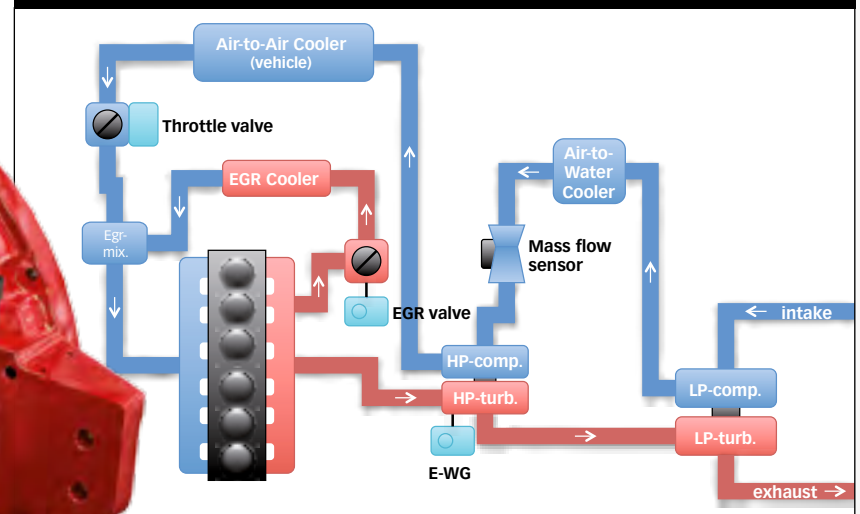 Air-to-Air Cooler
(vehicle)
Throttle valve
EGR Cooler
Egr-
mix.
EGR valve
Air-to-
Water
Cooler
Mass flow
sensor
HP-comp.
HP-turb.
E-WG
intake
LP-comp.
LP-turb.
exhaust